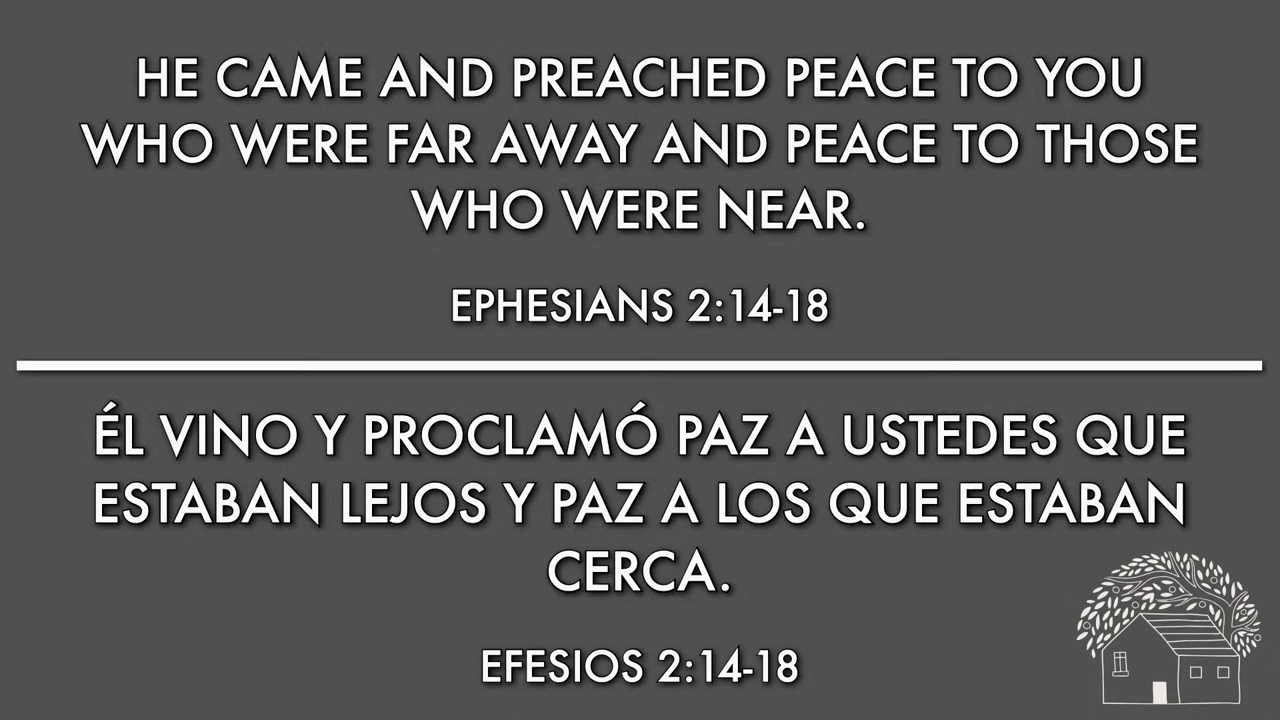 HE CAME AND PREACHED PEACE TO YOU
WHO WERE FAR AWAY AND PEACE TO THOSE
WHO WERE NEAR.
EPHESIANS 2:14-18
ÉL VINO Y PROCLAMÓ PAZ A USTEDES QUE
ESTABAN LEJOS Y PAZ A LOS QUE ESTABAN
CERCA.
EFESIOS 2:14-18